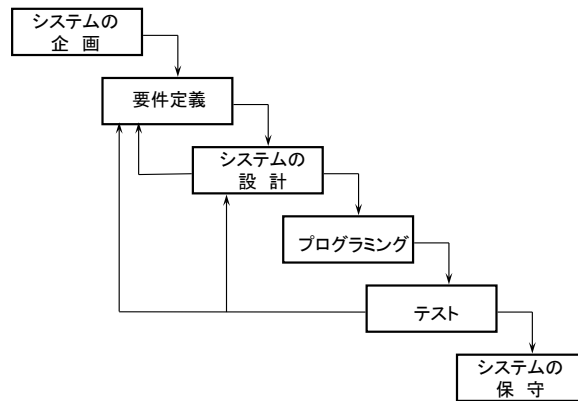 システムの
企　画
要件定義
システムの
設　計
プログラミング
テスト
システムの
保　守